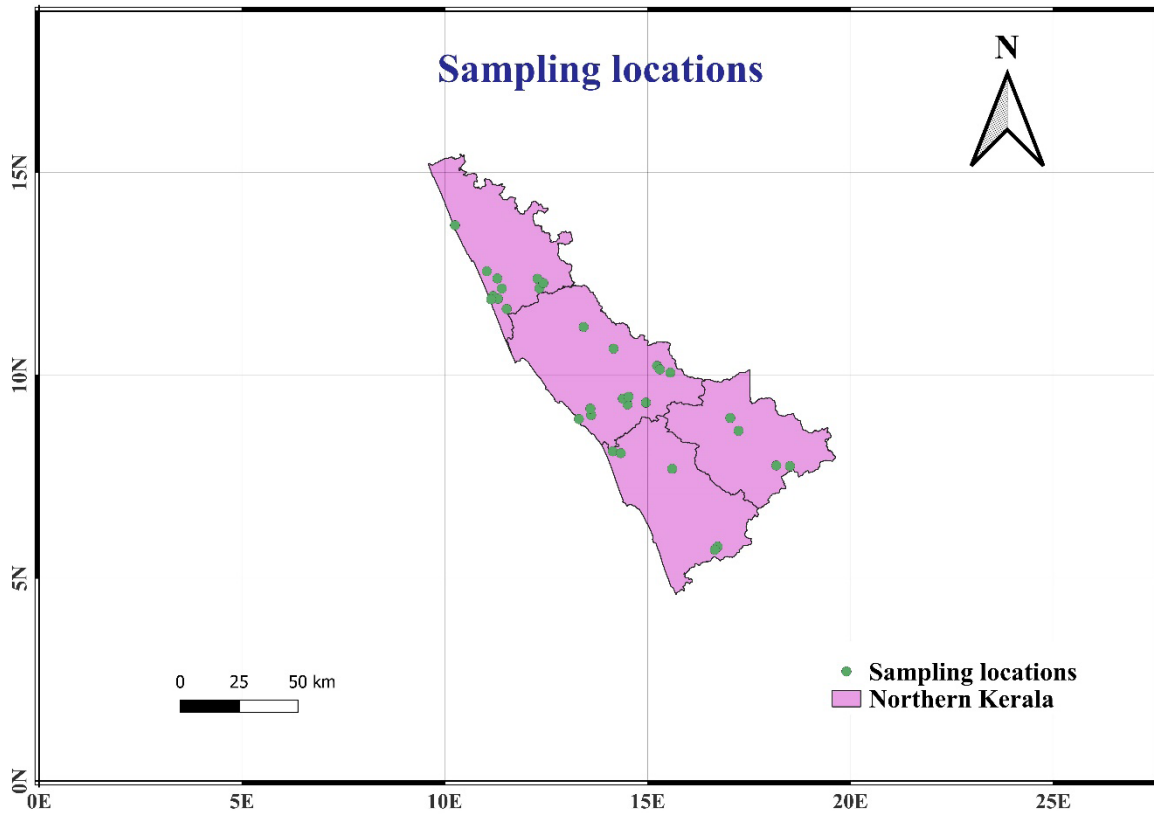 Sampling locations
N
15N
10N
5N
0N
0 25 50 km
Sampling locations
Northern Kerala
0E 5E 10E 15E 20E 25E